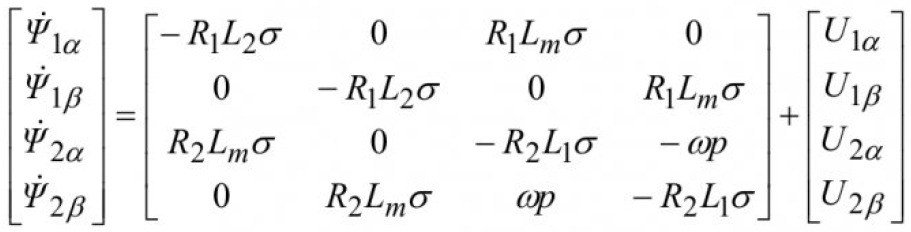 Ψ̇1α −R1L2σ 0 R1Lmσ 0 U1α
Ψ̇1β 0 −R1L2σ 0 R1Lmσ U1β
= +
Ψ̇2α R2Lmσ 0 −R2L1σ −ωp U2α
Ψ̇2β 0 R2Lmσ ωp −R2L1σ U2β